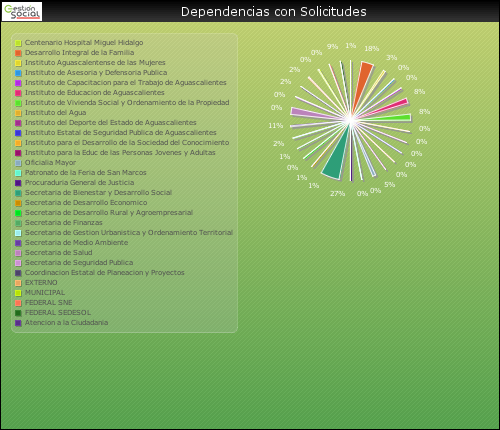 Gestion
Social
Dependencias con Solicitudes
Centenario Hospital Miguel Hidalgo
Desarrollo Integral de la Familia
Instituto Aguascalentense de las Mujeres
Instituto de Asesoria y Defensoria Publica
Instituto de Capacitacion para el Trabajo de Aguascalientes
Instituto de Educacion de Aguascalientes
Instituto de Vivienda Social y Ordenamiento de la Propiedad
Instituto del Agua
Instituto del Deporte del Estado de Aguascalientes
Instituto Estatal de Seguridad Publica de Aguascalientes
Instituto para el Desarrollo de la Sociedad del Conocimiento
Instituto para la Educ de las Personas Jovenes y Adultas
Oficialia Mayor
Patronato de la Feria de San Marcos
Procuraduria General de Justicia
Secretaria de Bienestar y Desarrollo Social
Secretaria de Desarrollo Economico
Secretaria de Desarrollo Rural y Agroempresarial
Secretaria de Finanzas
Secretaria de Gestion Urbanistica y Ordenamiento Territorial
Secretaria de Medio Ambiente
Secretaria de Salud
Secretaria de Seguridad Publica
Coordinacion Estatal de Planeacion y Proyectos
EXTERNO
MUNICIPAL
FEDERAL SNE
FEDERAL SEDESOL
Atencion a la Ciudadania
1%
18%
3%
0%
0%
8%
8%
0%
0%
0%
0%
5%
0%
0%
27%
1%
1%
0%
1%
2%
11%
0%
0%
2%
2%
0%
0%
9%